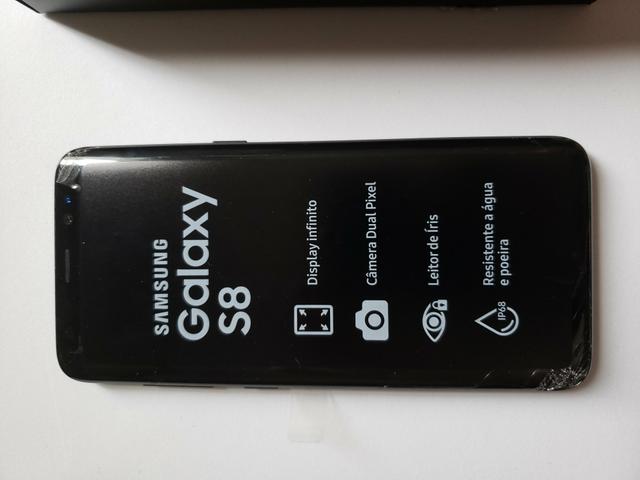 SAMSUNG
Galaxy
S8
Display infinito
Câmera Dual Pixel
Leitor de Íris
IP68
Resistente a água
e poeira